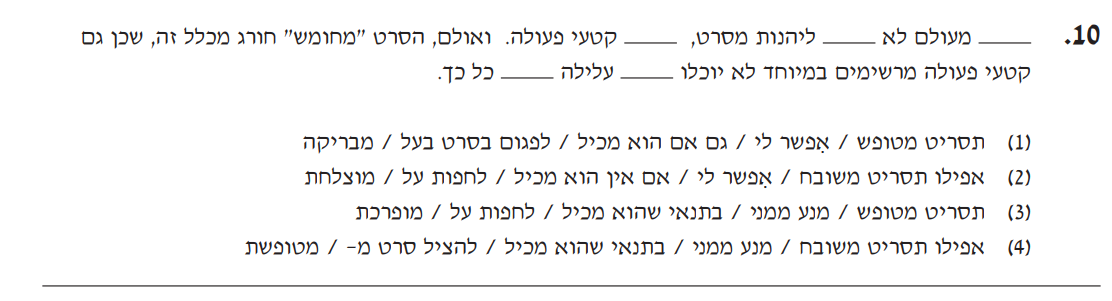 10. _____ מעולם לא _____ ליהנות מסרט, _____ קטעי פעולה. ואולם, הסרט "מחומש" חורג מכלל זה, שכן גם
קטעי פעולה מרשימים במיוחד לא יוכלו _____ עלילה _____ כל כך.
(1) תסריט מטופש / אִפשר לי / גם אם הוא מכיל / לפגום בסרט בעל / מבריקה
(2) אפילו תסריט משובח / אִפשר לי / אם אין הוא מכיל / לחפות על / מוצלחת
(3) תסריט מטופש / מנע ממני / בתנאי שהוא מכיל / לחפות על / מופרכת
(4) אפילו תסריט משובח / מנע ממני / בתנאי שהוא מכיל / להציל סרט מ- / מטופשת